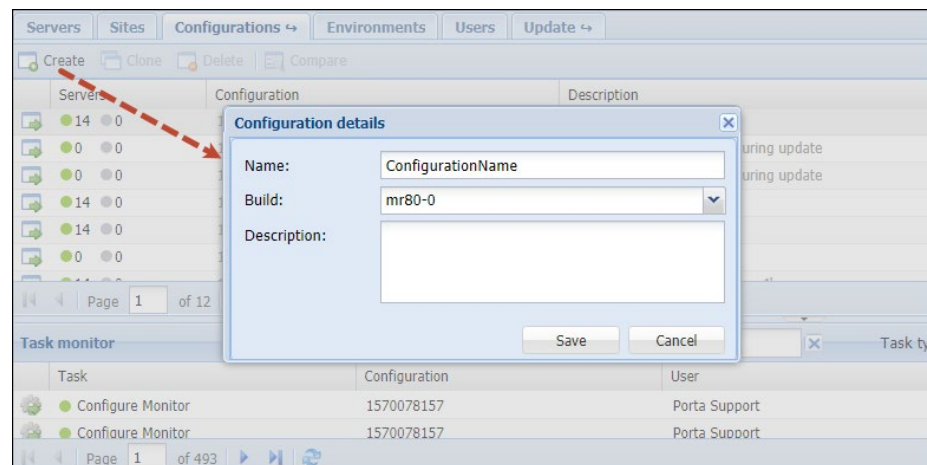 Servers Sites Configurations ↪ Environments Users Update ↪
Create Clone Delete Compare
Servers Configuration Description
14 0
0 0 uring update
0 0 uring update
14 0
14 0
0 0
Configuration details
Name: ConfigurationName
Build: mr80-0
Description:
Save Cancel
Page 1 of 12
Task monitor Task ty
Task Configuration User
Configure Monitor 1570078157 Porta Support
Configure Monitor 1570078157 Porta Support
Page 1 of 493